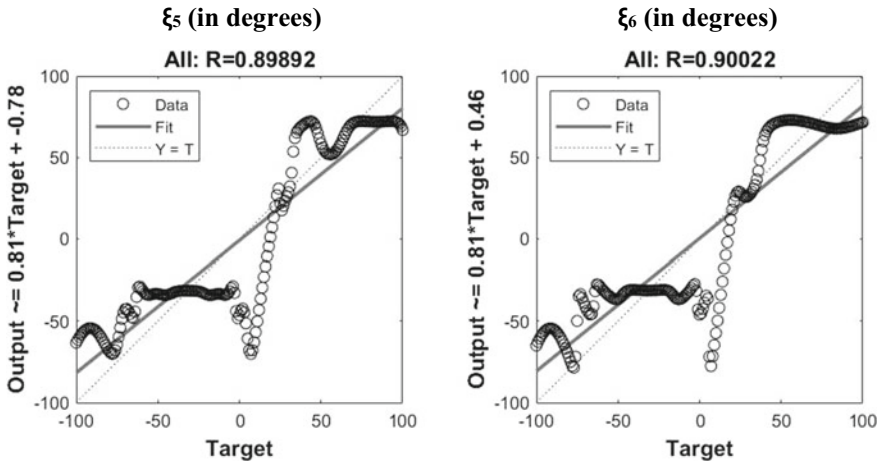 ξ₅ (in degrees)
All: R=0.89892
Output ~= 0.81*Target + -0.78
100
50
0
-50
-100
Data
Fit
Y = T
-100
-50
0
50
100
Target
ξ₆ (in degrees)
All: R=0.90022
Output ~= 0.81*Target + 0.46
100
50
0
-50
-100
Data
Fit
Y = T
-100
-50
0
50
100
Target